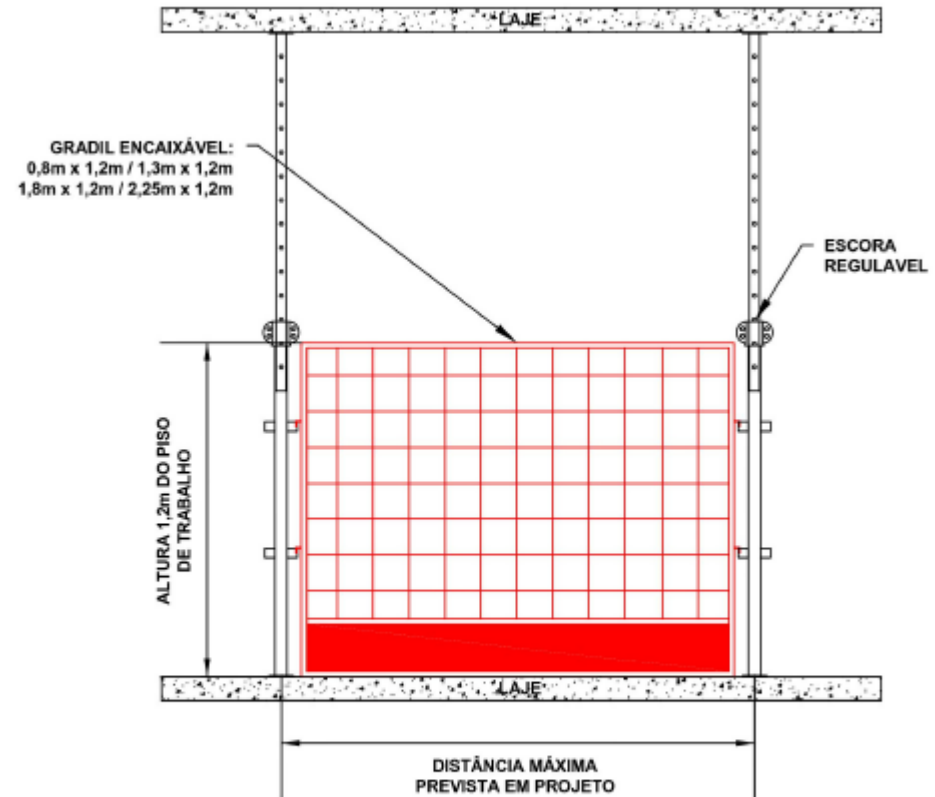 LAJE
GRADIL ENCAIXÁVEL:
0,8m x 1,2m / 1,3m x 1,2m
1,8m x 1,2m / 2,25m x 1,2m
ESCORA
REGULAVEL
ALTURA 1,2m DO PISO
DE TRABALHO
LAJE
DISTÂNCIA MÁXIMA
PREVISTA EM PROJETO